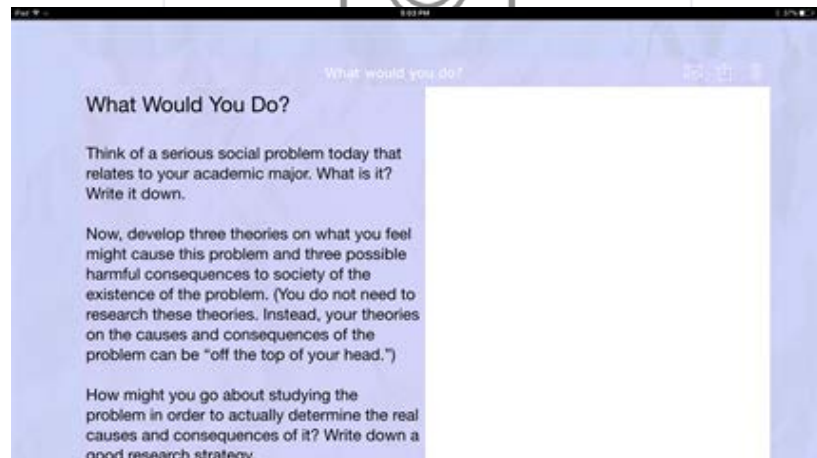 iPad
5:03 PM
37%
What would you do?
What Would You Do?
Think of a serious social problem today that
relates to your academic major. What is it?
Write it down.
Now, develop three theories on what you feel
might cause this problem and three possible
harmful consequences to society of the
existence of the problem. (You do not need to
research these theories. Instead, your theories
on the causes and consequences of the
problem can be “off the top of your head.”)
How might you go about studying the
problem in order to actually determine the real
causes and consequences of it? Write down a
good research strategy.